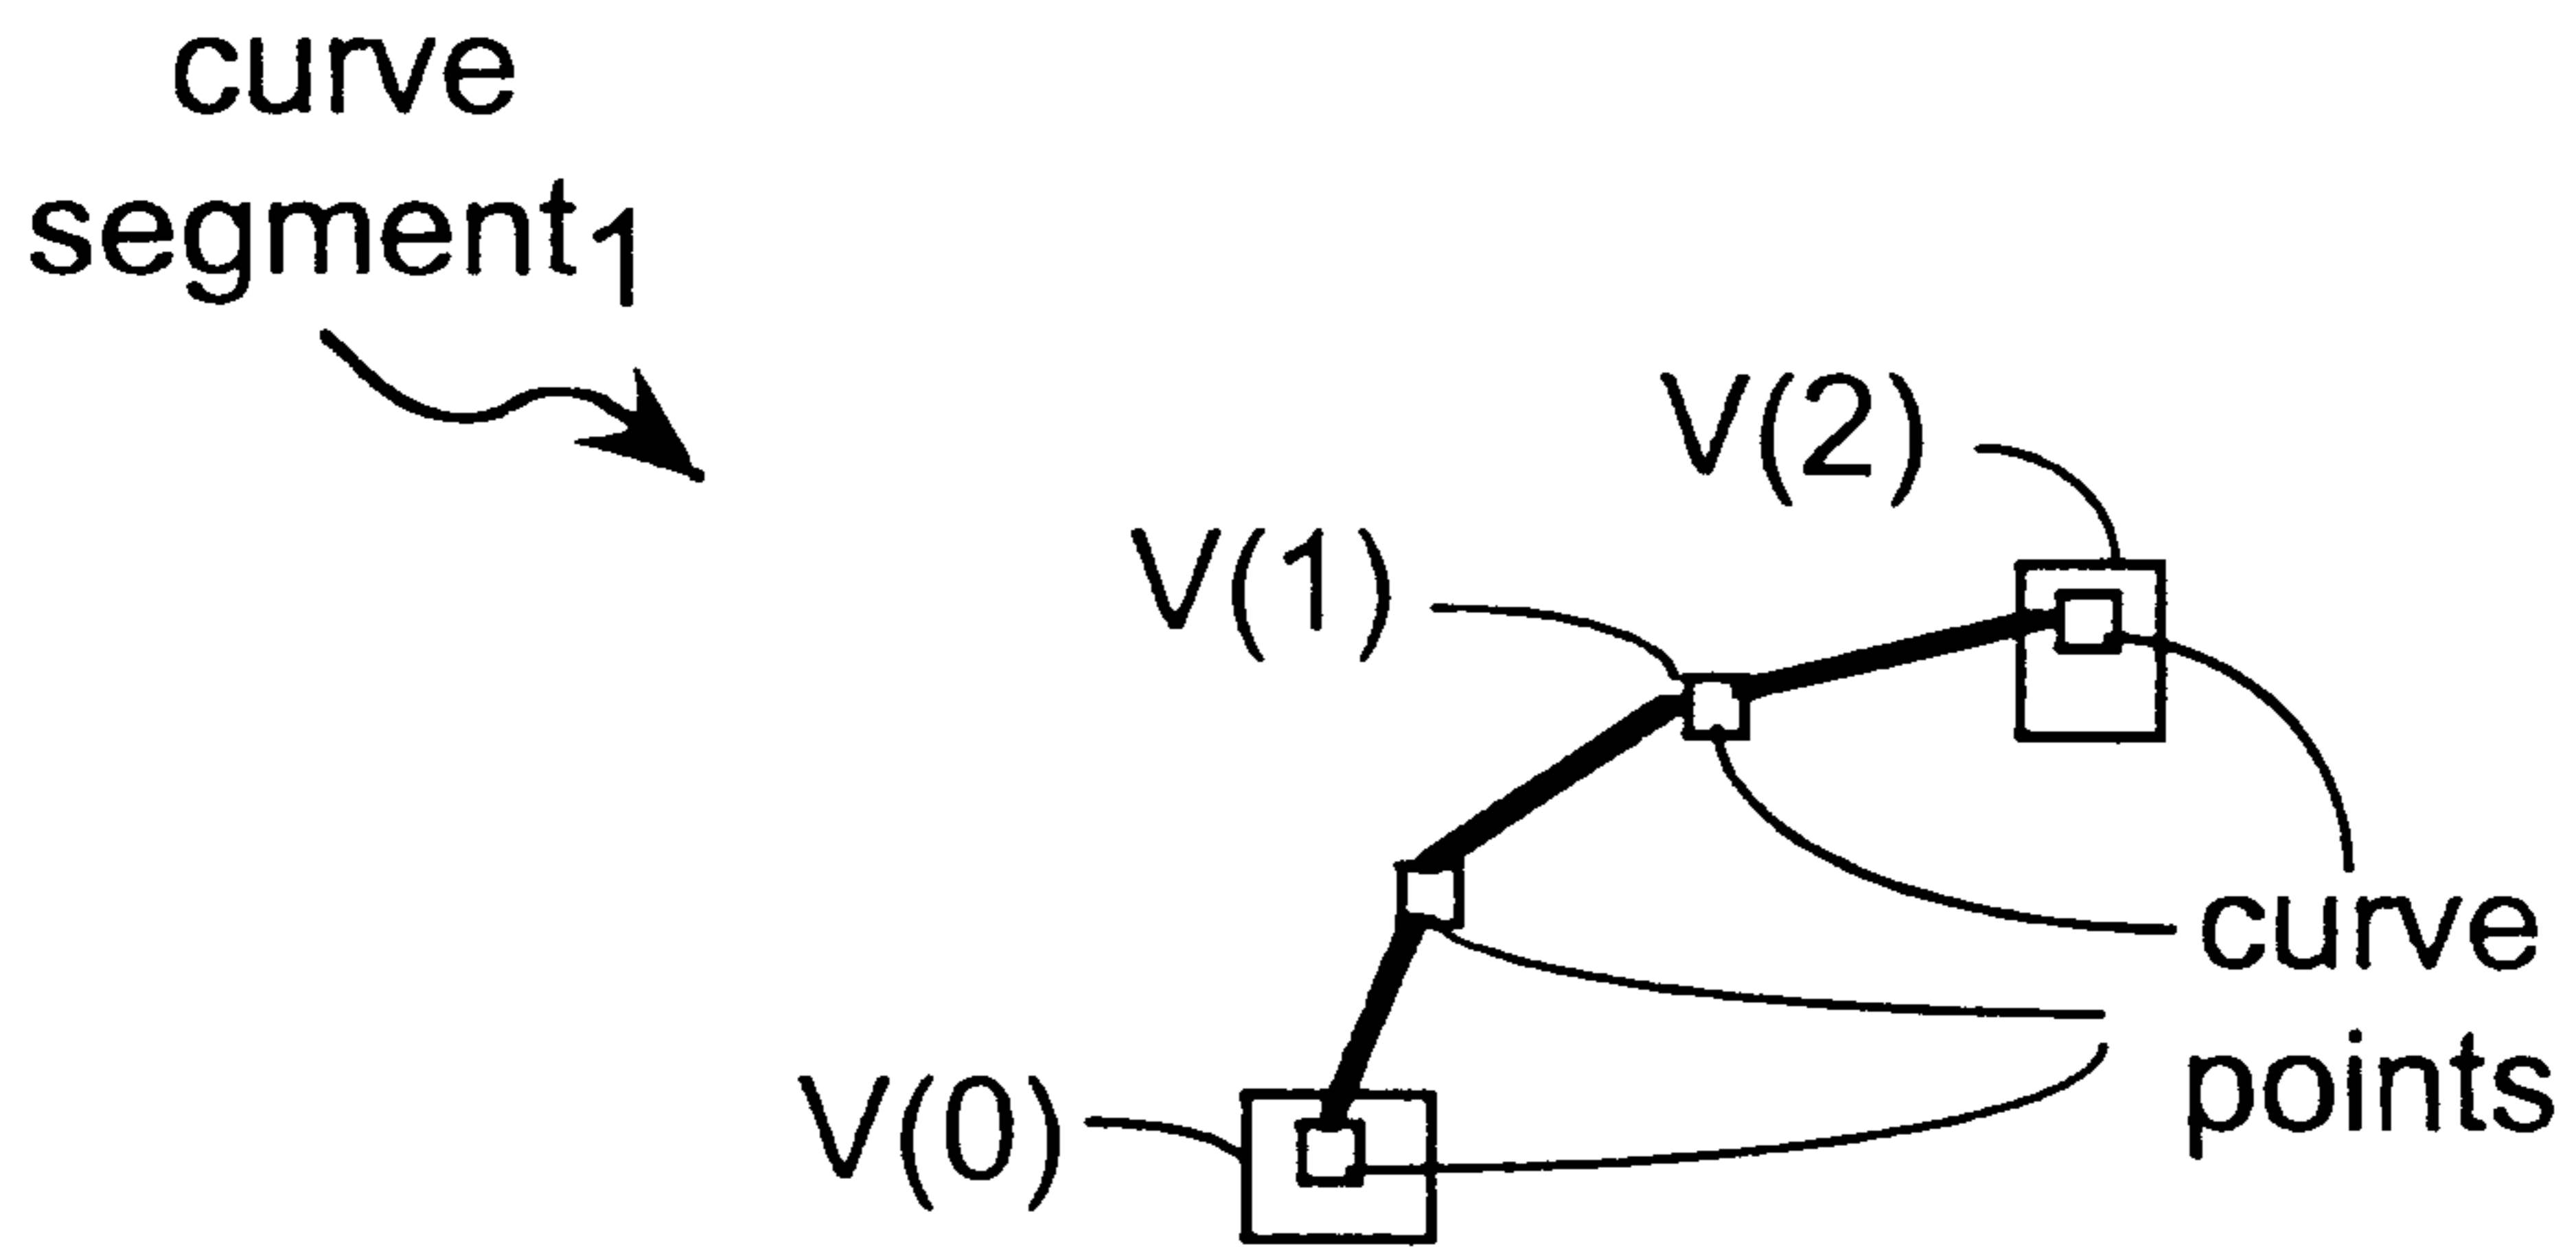 curve
segment₁
V(2)
V(1)
curve
points
V(0)